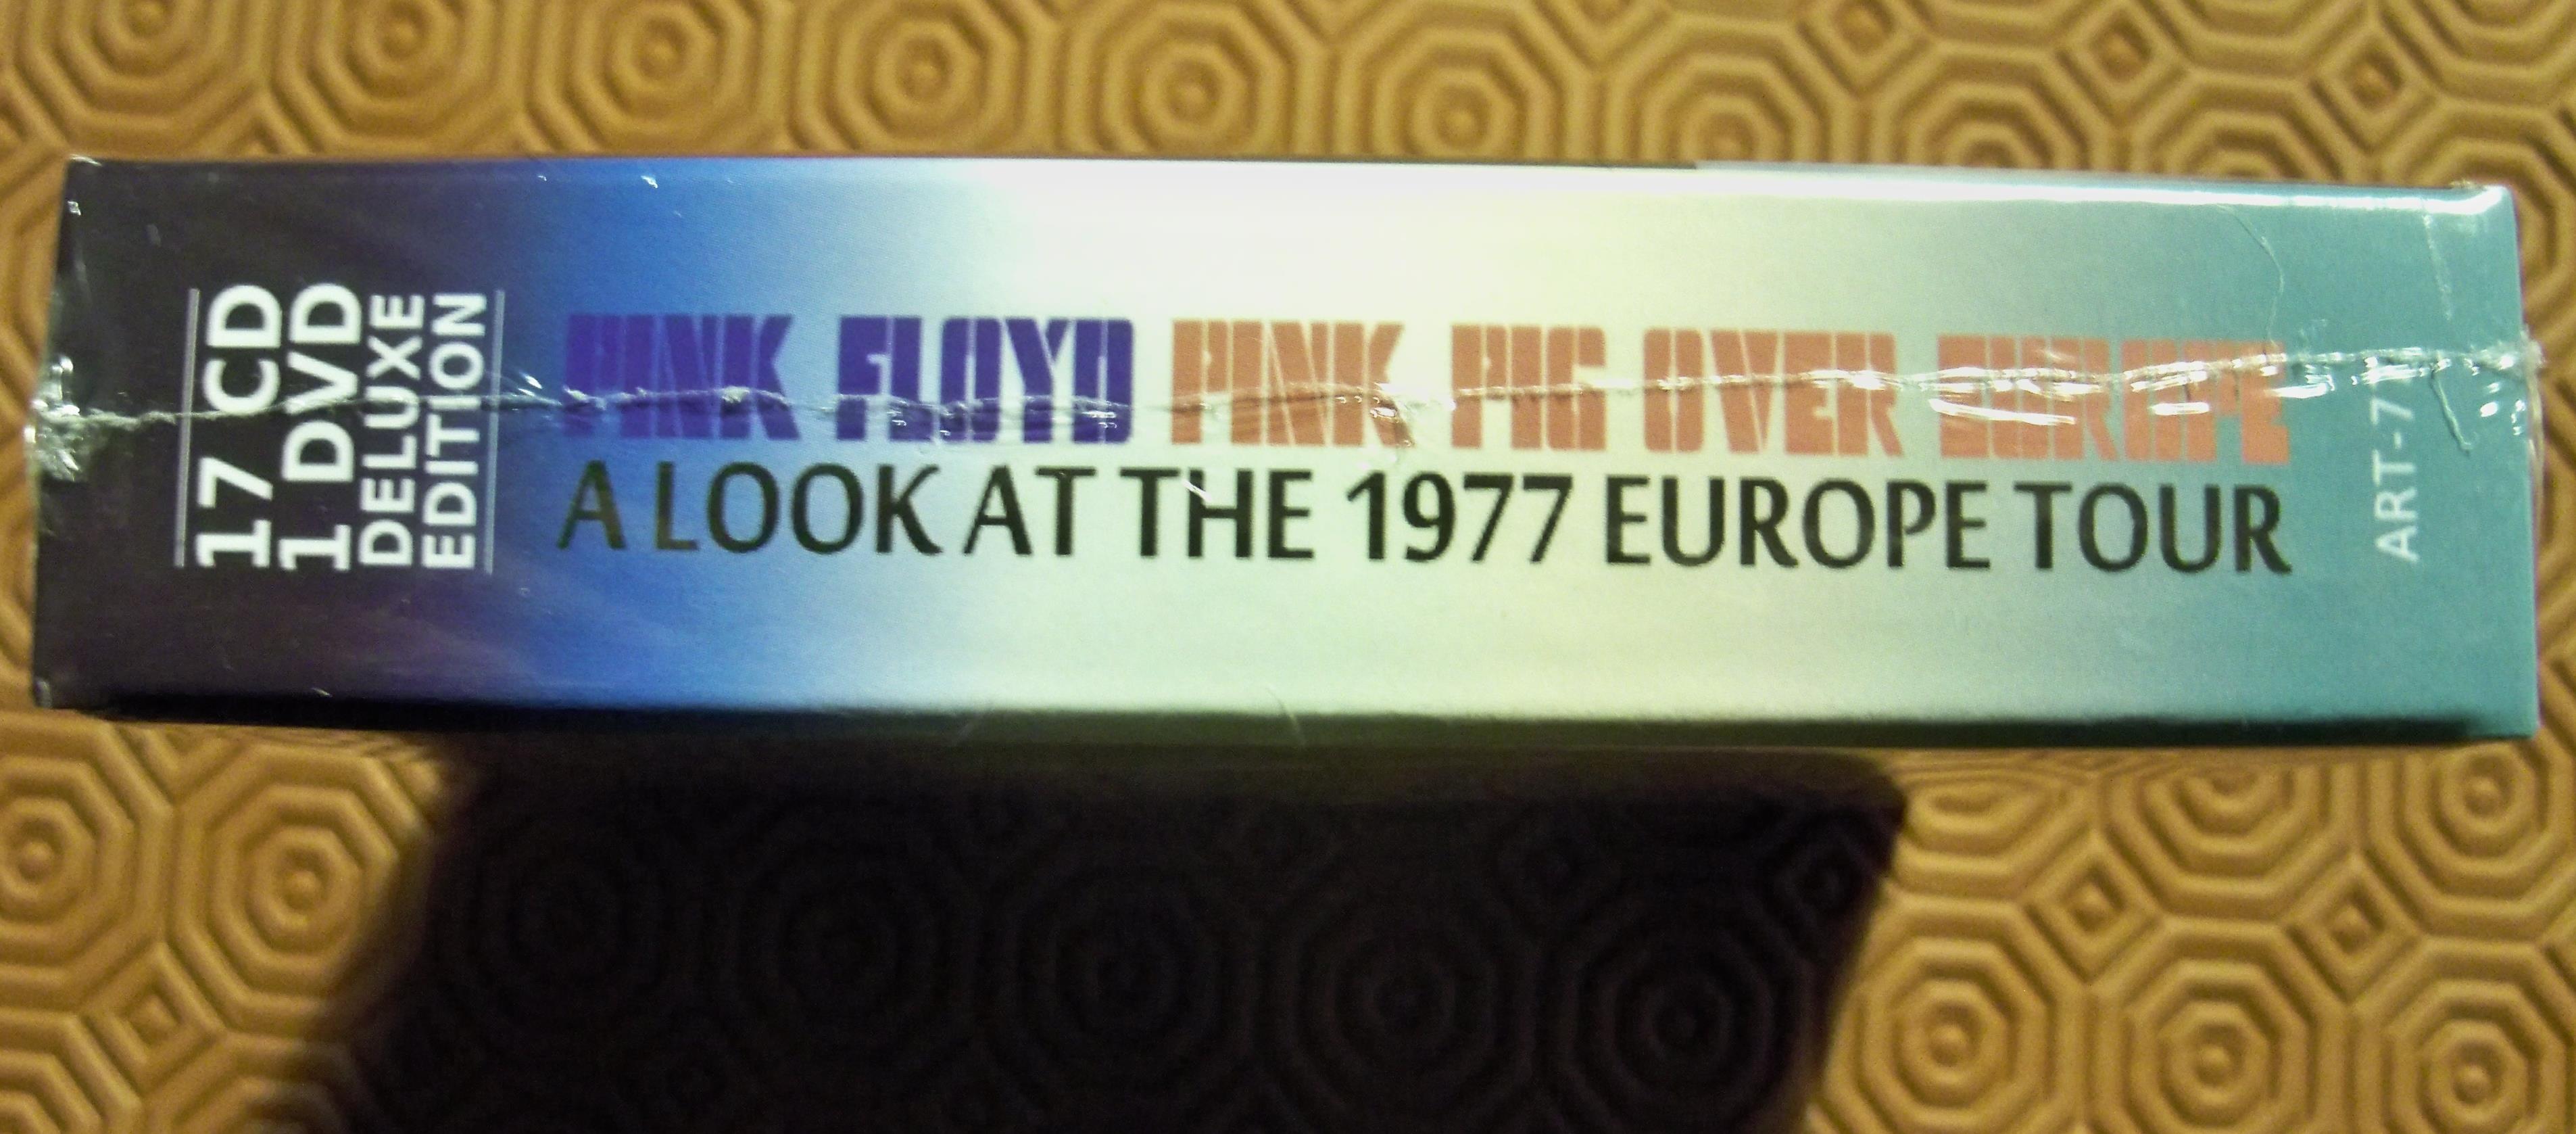 17 CD
1 DVD
DELUXE
EDITION
PINK FLOYD PINK PIG OVER EUROPE
A LOOK AT THE 1977 EUROPE TOUR
ART-7